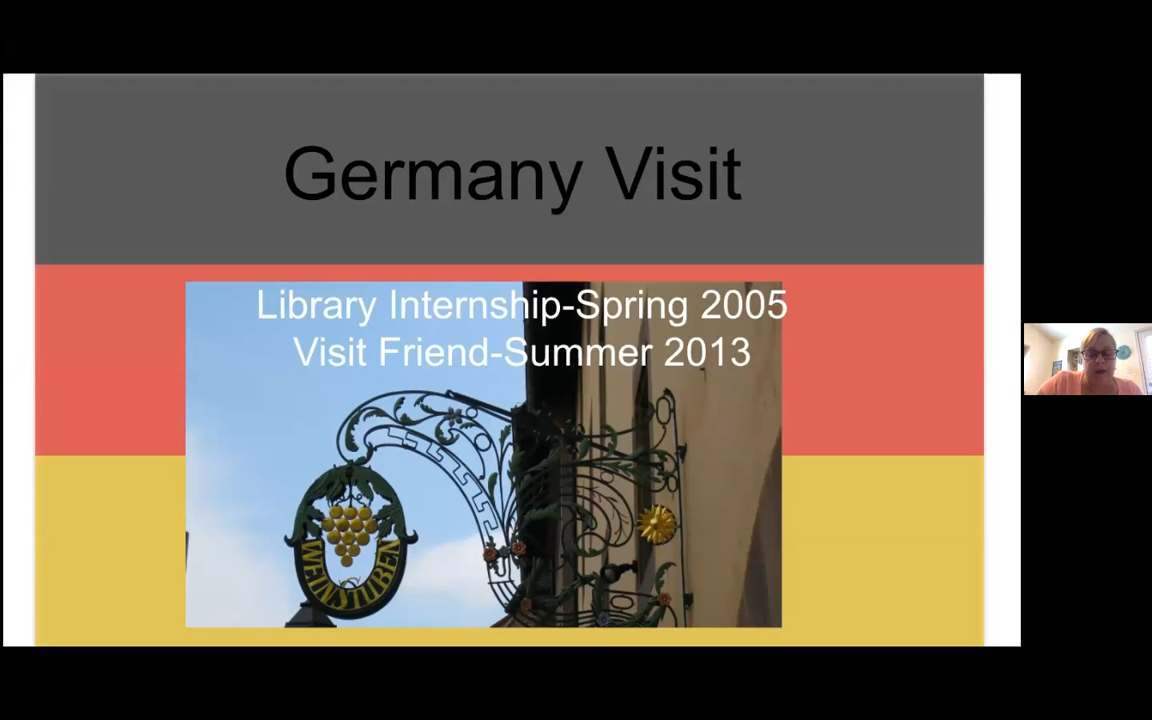 Germany Visit
Library Internship-Spring 2005
Visit Friend-Summer 2013
WEINSTUBEN